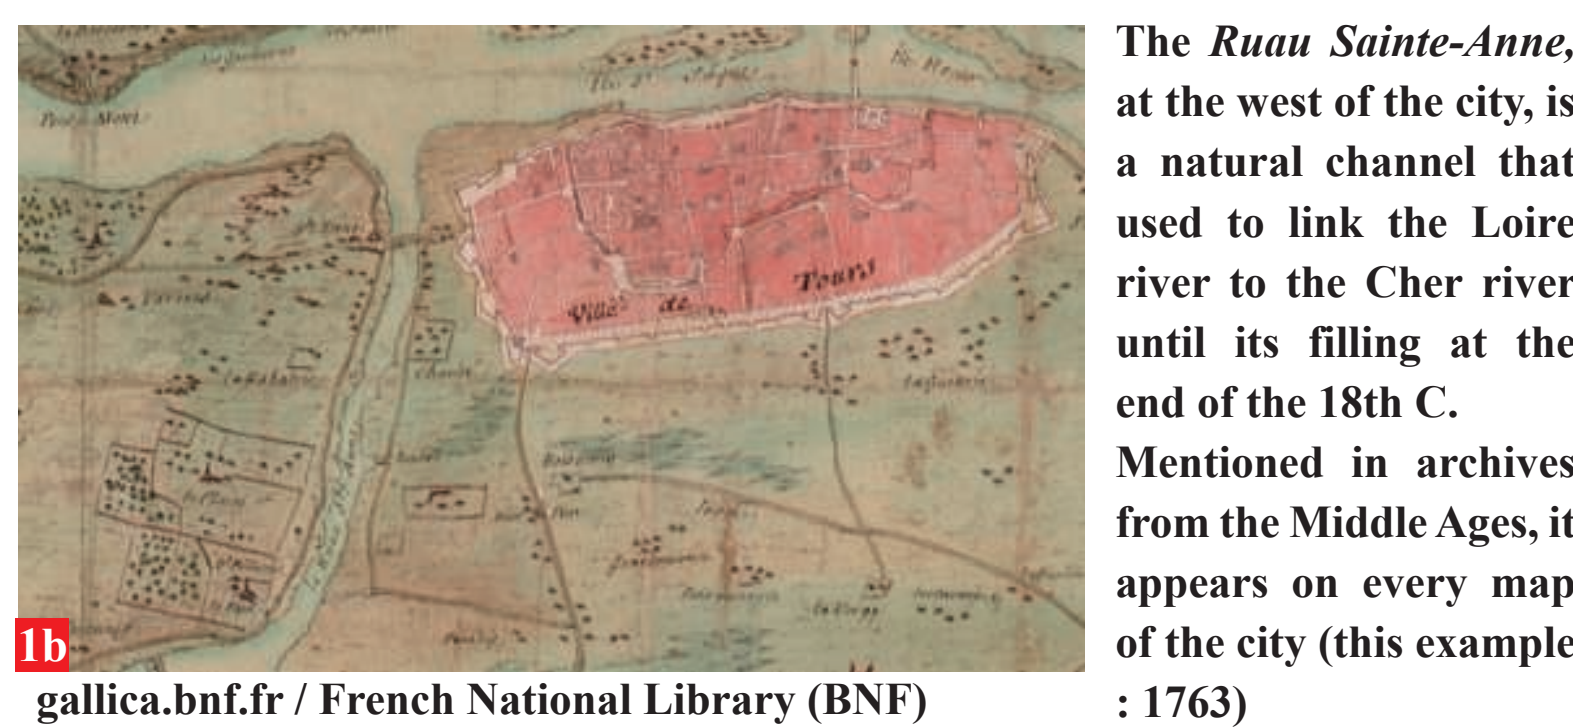 Ville de Tours
1b
gallica.bnf.fr / French National Library (BNF)
The Ruau Sainte-Anne,
at the west of the city, is
a natural channel that
used to link the Loire
river to the Cher river
until its filling at the
end of the 18th C.
Mentioned in archives
from the Middle Ages, it
appears on every map
of the city (this example
: 1763)